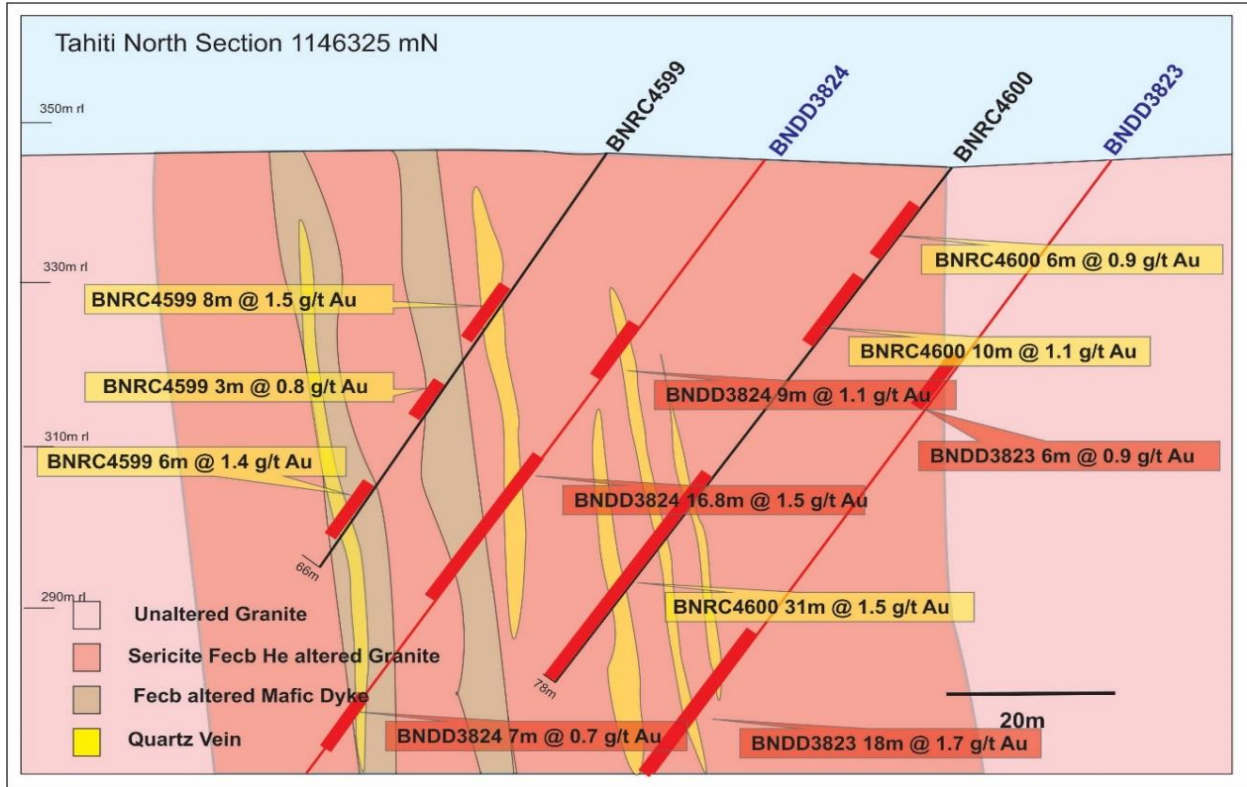 Tahiti North Section 1146325 mN
BNRC4599
BNDD3824
BNRC4600
BNDD3823
350m rl
330m rl
310m rl
290m rl
BNRC4600 6m @ 0.9 g/t Au
BNRC4599 8m @ 1.5 g/t Au
BNRC4600 10m @ 1.1 g/t Au
BNRC4599 3m @ 0.8 g/t Au
BNDD3824 9m @ 1.1 g/t Au
BNRC4599 6m @ 1.4 g/t Au
BNDD3823 6m @ 0.9 g/t Au
BNDD3824 16.8m @ 1.5 g/t Au
66m
BNRC4600 31m @ 1.5 g/t Au
78m
Unaltered Granite
Sericite Fecb He altered Granite
Fecb altered Mafic Dyke
Quartz Vein
20m
BNDD3824 7m @ 0.7 g/t Au
BNDD3823 18m @ 1.7 g/t Au